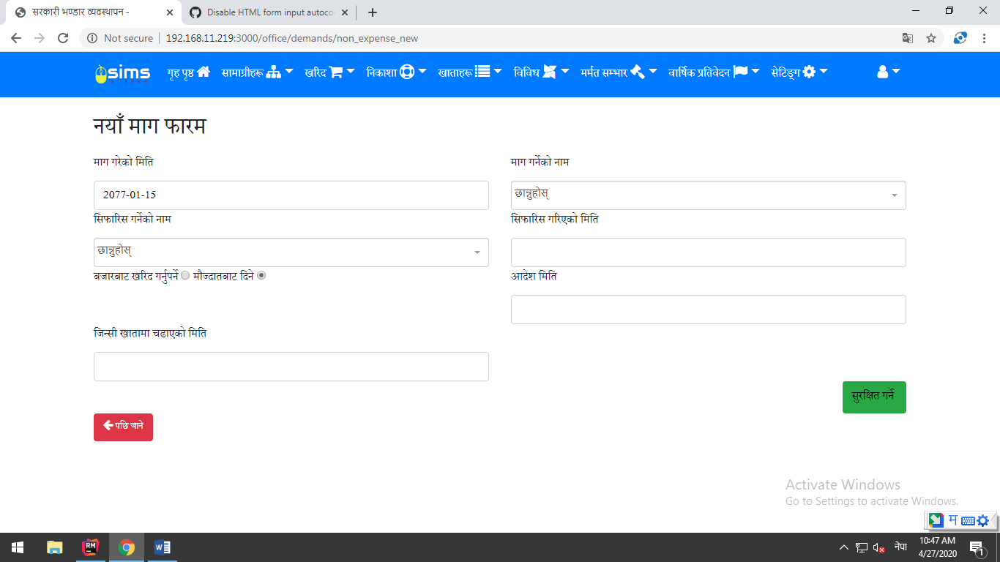 सरकारी भण्डार व्यवस्थापन -
Disable HTML form input autoco
Not secure
192.168.11.219:3000/office/demands/non_expense_new
sims
गृह पृष्ठ
सामाग्रीहरू
खरिद
निकाशा
खाताहरू
विविध
मर्मत सम्भार
वार्षिक प्रतिवेदन
सेटिङ्ग
नयाँ माग फारम
माग गरेको मिति
माग गर्नेको नाम
2077-01-15
छान्नुहोस्
सिफारिस गर्नेको नाम
सिफारिस गरिएको मिति
छान्नुहोस्
बजारबाट खरिद गर्नुपर्ने मौज्दातबाट दिने
आदेश मिति
जिन्सी खातामा चढाएको मिति
सुरक्षित गर्ने
पछि जाने
Activate Windows
Go to Settings to activate Windows.
म
RM
W
नेपा
10:47 AM
4/27/2020
1